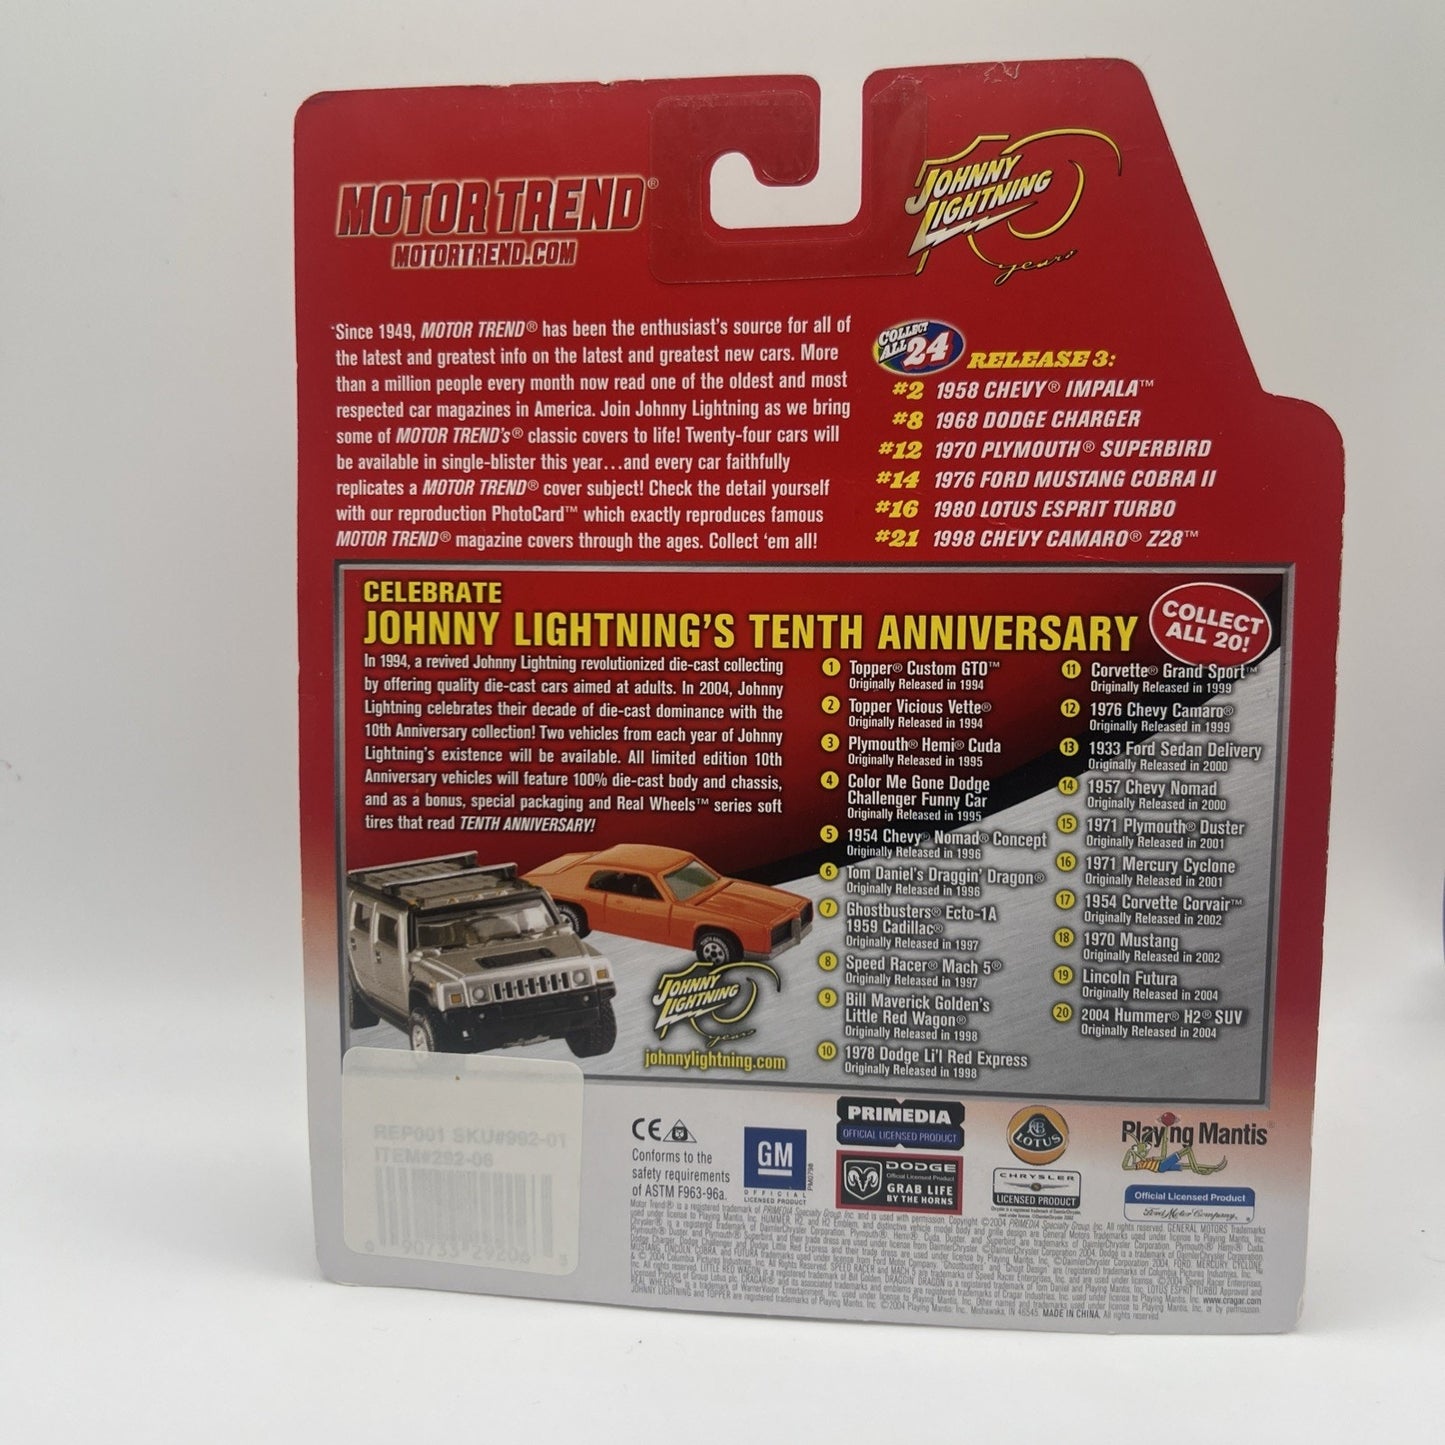 MOTOR TREND®
MOTORTREND.COM
JOHNNY
LIGHTNING
years
Since 1949, MOTOR TREND® has been the enthusiast's source for all of
the latest and greatest info on the latest and greatest new cars. More
than a million people every month now read one of the oldest and most
respected car magazines in America. Join Johnny Lightning as we bring
some of MOTOR TREND's® classic covers to life! Twenty-four cars will
be available in single-blister this year…and every car faithfully
replicates a MOTOR TREND® cover subject! Check the detail yourself
with our reproduction PhotoCard™ which exactly reproduces famous
MOTOR TREND® magazine covers through the ages. Collect 'em all!
COLLECT
ALL 24
RELEASE 3:
#2 1958 CHEVY® IMPALA™
#8 1968 DODGE CHARGER
#12 1970 PLYMOUTH® SUPERBIRD
#14 1976 FORD MUSTANG COBRA II
#16 1980 LOTUS ESPRIT TURBO
#21 1998 CHEVY CAMARO® Z28™
CELEBRATE
JOHNNY LIGHTNING'S TENTH ANNIVERSARY
COLLECT
ALL 20!
In 1994, a revived Johnny Lightning revolutionized die-cast collecting
by offering quality die-cast cars aimed at adults. In 2004, Johnny
Lightning celebrates their decade of die-cast dominance with the
10th Anniversary collection! Two vehicles from each year of Johnny
Lightning's existence will be available. All limited edition 10th
Anniversary vehicles will feature 100% die-cast body and chassis,
and as a bonus, special packaging and Real Wheels™ series soft
tires that read TENTH ANNIVERSARY!
1 Topper® Custom GTO™
Originally Released in 1994
2 Topper Vicious Vette®
Originally Released in 1994
3 Plymouth® Hemi® Cuda
Originally Released in 1995
4 Color Me Gone Dodge
Challenger Funny Car
Originally Released in 1995
5 1954 Chevy® Nomad® Concept
Originally Released in 1996
6 Tom Daniel's Draggin' Dragon®
Originally Released in 1996
7 Ghostbusters® Ecto-1A
1959 Cadillac®
Originally Released in 1997
8 Speed Racer® Mach 5®
Originally Released in 1997
9 Bill Maverick Golden's
Little Red Wagon®
Originally Released in 1998
10 1978 Dodge Li'l Red Express
Originally Released in 1998
11 Corvette® Grand Sport™
Originally Released in 1999
12 1976 Chevy Camaro®
Originally Released in 1999
13 1933 Ford Sedan Delivery
Originally Released in 2000
14 1957 Chevy Nomad
Originally Released in 2000
15 1971 Plymouth® Duster
Originally Released in 2001
16 1971 Mercury Cyclone
Originally Released in 2001
17 1954 Corvette Corvair™
Originally Released in 2002
18 1970 Mustang
Originally Released in 2002
19 Lincoln Futura
Originally Released in 2004
20 2004 Hummer® H2® SUV
Originally Released in 2004
JOHNNY
LIGHTNING
years
johnnylightning.com
REP001 SKU#992-01
ITEM#292-06
0 90733 29206 5
CE
Conforms to the
safety requirements
of ASTM F963-96a.
GM
OFFICIAL
LICENSED PRODUCT
PRIMEDIA
OFFICIAL LICENSED PRODUCT
DODGE
Official Licensed Product
GRAB LIFE
BY THE HORNS
LOTUS
CHRYSLER
LICENSED PRODUCT
Playing Mantis®
Official Licensed Product
Ford Motor Company